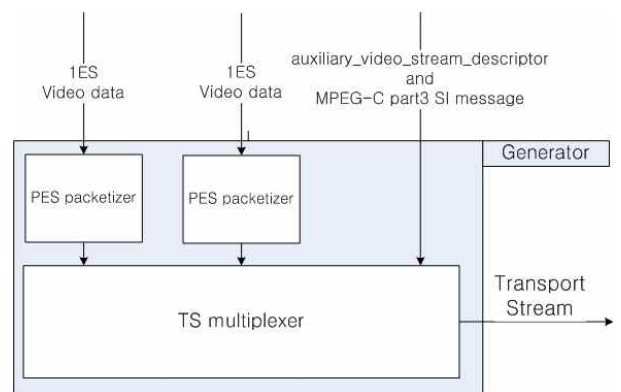 1ES
Video data
1ES
Video data
auxiliary_video_stream_descriptor
and
MPEG-C part3 SI message
Generator
PES packetizer
PES packetizer
TS multiplexer
Transport
Stream